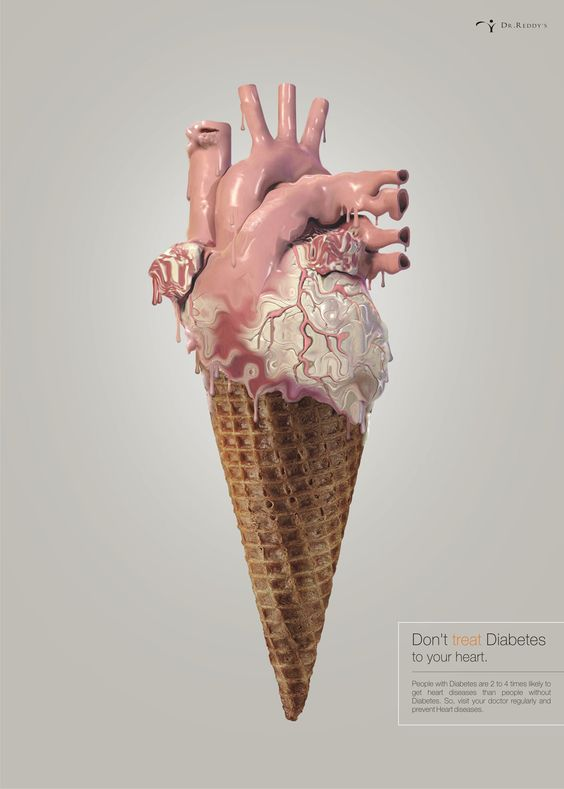 DR.REDDY'S
Don't treat Diabetes
to your heart.
People with Diabetes are 2 to 4 times likely to
get heart diseases than people without
Diabetes. So, visit your doctor regularly and
prevent Heart diseases.